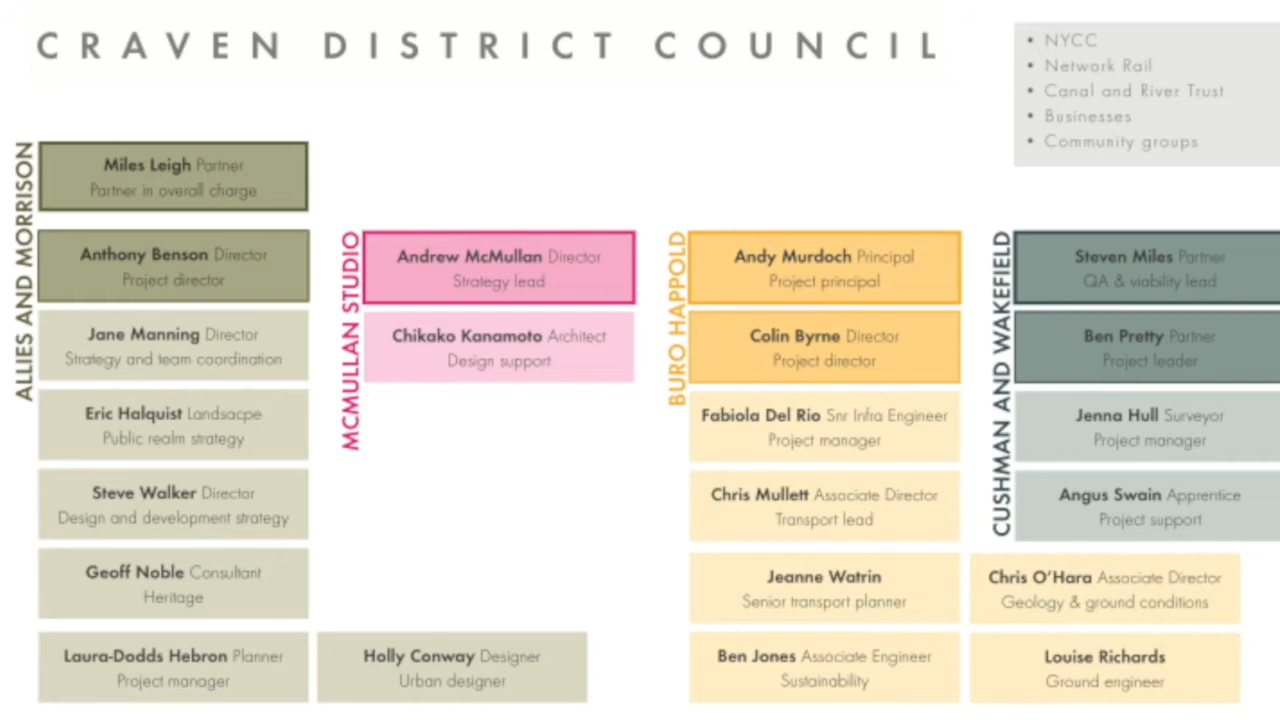 CRAVEN DISTRICT COUNCIL
• NYCC
• Network Rail
• Canal and River Trust
• Businesses
• Community groups
ALLIES AND MORRISON
Miles Leigh Partner
Partner in overall charge
Anthony Benson Director
Project director
Jane Manning Director
Strategy and team coordination
Eric Halquist Landsacpe
Public realm strategy
Steve Walker Director
Design and development strategy
Geoff Noble Consultant
Heritage
Laura-Dodds Hebron Planner
Project manager
Holly Conway Designer
Urban designer
MCMULLAN STUDIO
Andrew McMullan Director
Strategy lead
Chikako Kanamoto Architect
Design support
BURO HAPPOLD
Andy Murdoch Principal
Project principal
Colin Byrne Director
Project director
Fabiola Del Rio Snr Infra Engineer
Project manager
Chris Mullett Associate Director
Transport lead
Jeanne Watrin
Senior transport planner
Ben Jones Associate Engineer
Sustainability
Chris O'Hara Associate Director
Geology & ground conditions
Louise Richards
Ground engineer
CUSHMAN AND WAKEFIELD
Steven Miles Partner
QA & viability lead
Ben Pretty Partner
Project leader
Jenna Hull Surveyor
Project manager
Angus Swain Apprentice
Project support